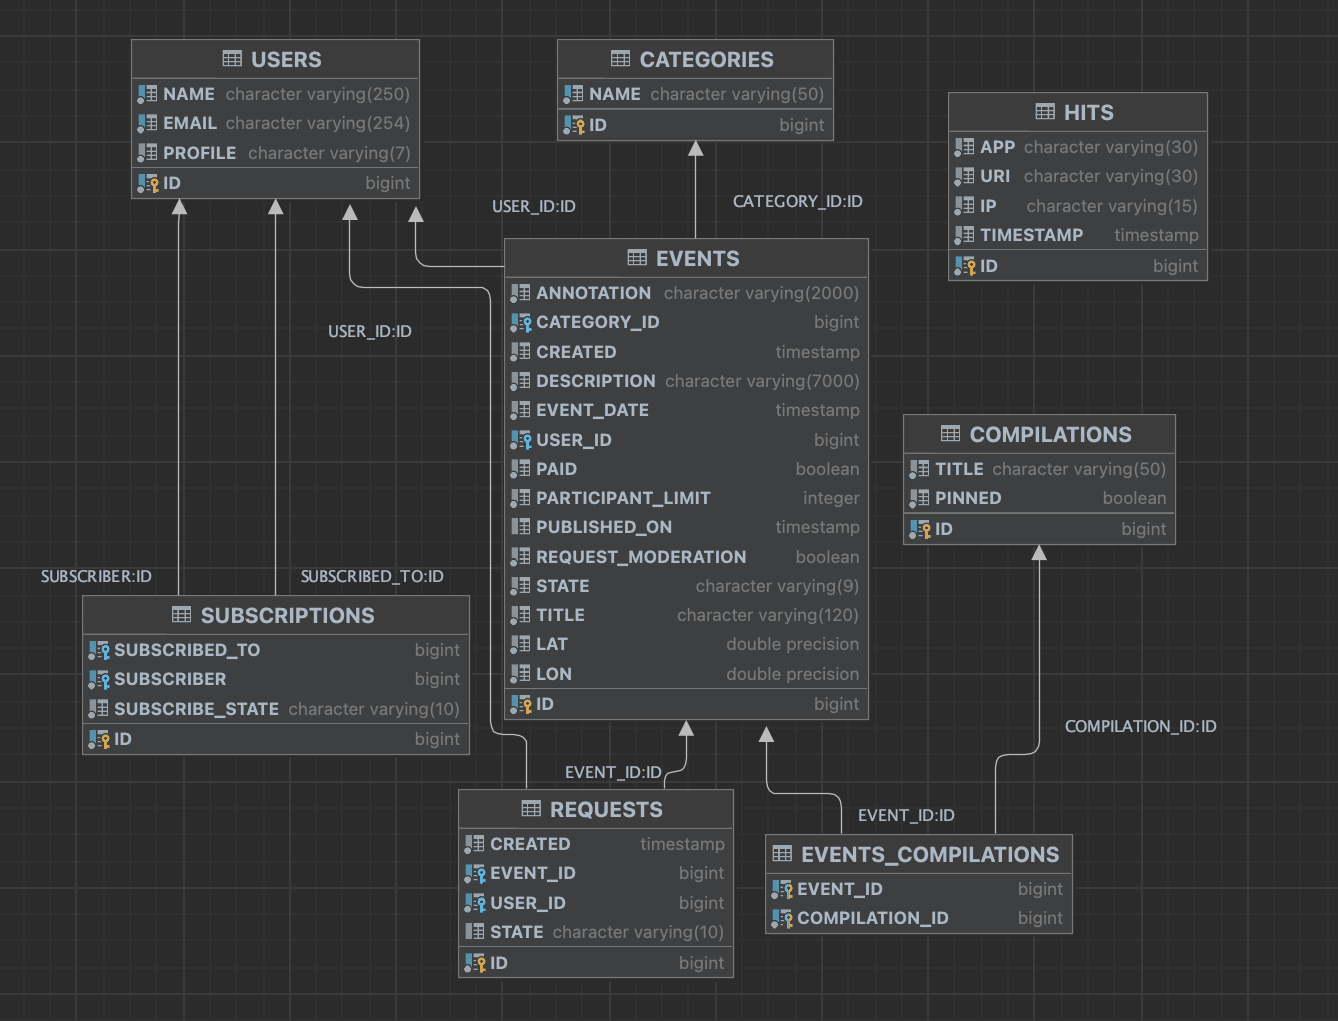 USERS
NAME character varying(250)
EMAIL character varying(254)
PROFILE character varying(7)
ID bigint
CATEGORIES
NAME character varying(50)
ID bigint
HITS
APP character varying(30)
URI character varying(30)
IP character varying(15)
TIMESTAMP timestamp
ID bigint
USER_ID:ID
CATEGORY_ID:ID
USER_ID:ID
EVENTS
ANNOTATION character varying(2000)
CATEGORY_ID bigint
CREATED timestamp
DESCRIPTION character varying(7000)
EVENT_DATE timestamp
USER_ID bigint
PAID boolean
PARTICIPANT_LIMIT integer
PUBLISHED_ON timestamp
REQUEST_MODERATION boolean
STATE character varying(9)
TITLE character varying(120)
LAT double precision
LON double precision
ID bigint
COMPILATIONS
TITLE character varying(50)
PINNED boolean
ID bigint
SUBSCRIBER:ID
SUBSCRIBED_TO:ID
SUBSCRIPTIONS
SUBSCRIBED_TO bigint
SUBSCRIBER bigint
SUBSCRIBE_STATE character varying(10)
ID bigint
COMPILATION_ID:ID
EVENT_ID:ID
EVENT_ID:ID
REQUESTS
CREATED timestamp
EVENT_ID bigint
USER_ID bigint
STATE character varying(10)
ID bigint
EVENTS_COMPILATIONS
EVENT_ID bigint
COMPILATION_ID bigint